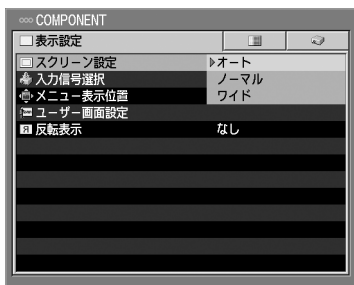 COMPONENT
表示設定
スクリーン設定 オート
入力信号選択 ノーマル
メニュー表示位置 ワイド
ユーザー画面設定
反転表示 なし